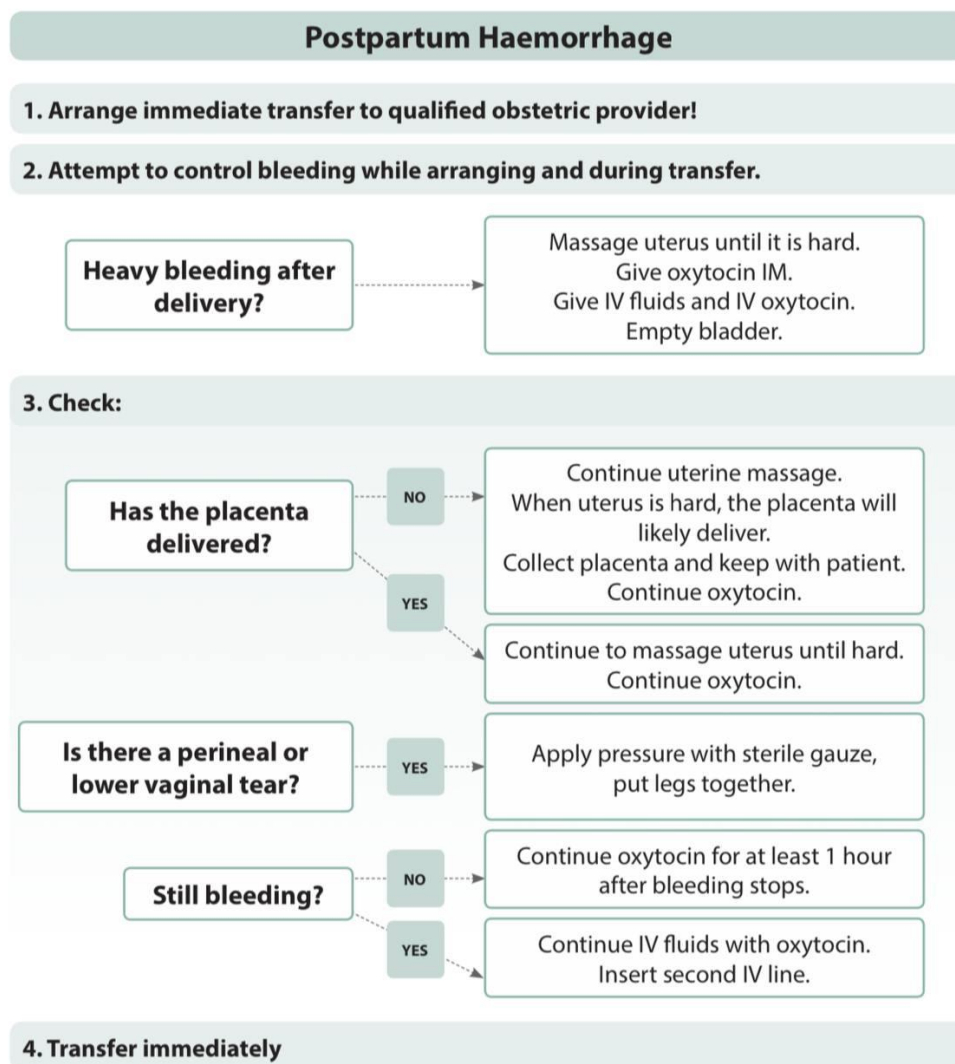 Postpartum Haemorrhage
1. Arrange immediate transfer to qualified obstetric provider!
2. Attempt to control bleeding while arranging and during transfer.
Heavy bleeding after
delivery?
Massage uterus until it is hard.
Give oxytocin IM.
Give IV fluids and IV oxytocin.
Empty bladder.
3. Check:
Has the placenta
delivered?
NO
Continue uterine massage.
When uterus is hard, the placenta will
likely deliver.
Collect placenta and keep with patient.
Continue oxytocin.
YES
Continue to massage uterus until hard.
Continue oxytocin.
Is there a perineal or
lower vaginal tear?
YES
Apply pressure with sterile gauze,
put legs together.
Still bleeding?
NO
Continue oxytocin for at least 1 hour
after bleeding stops.
YES
Continue IV fluids with oxytocin.
Insert second IV line.
4. Transfer immediately